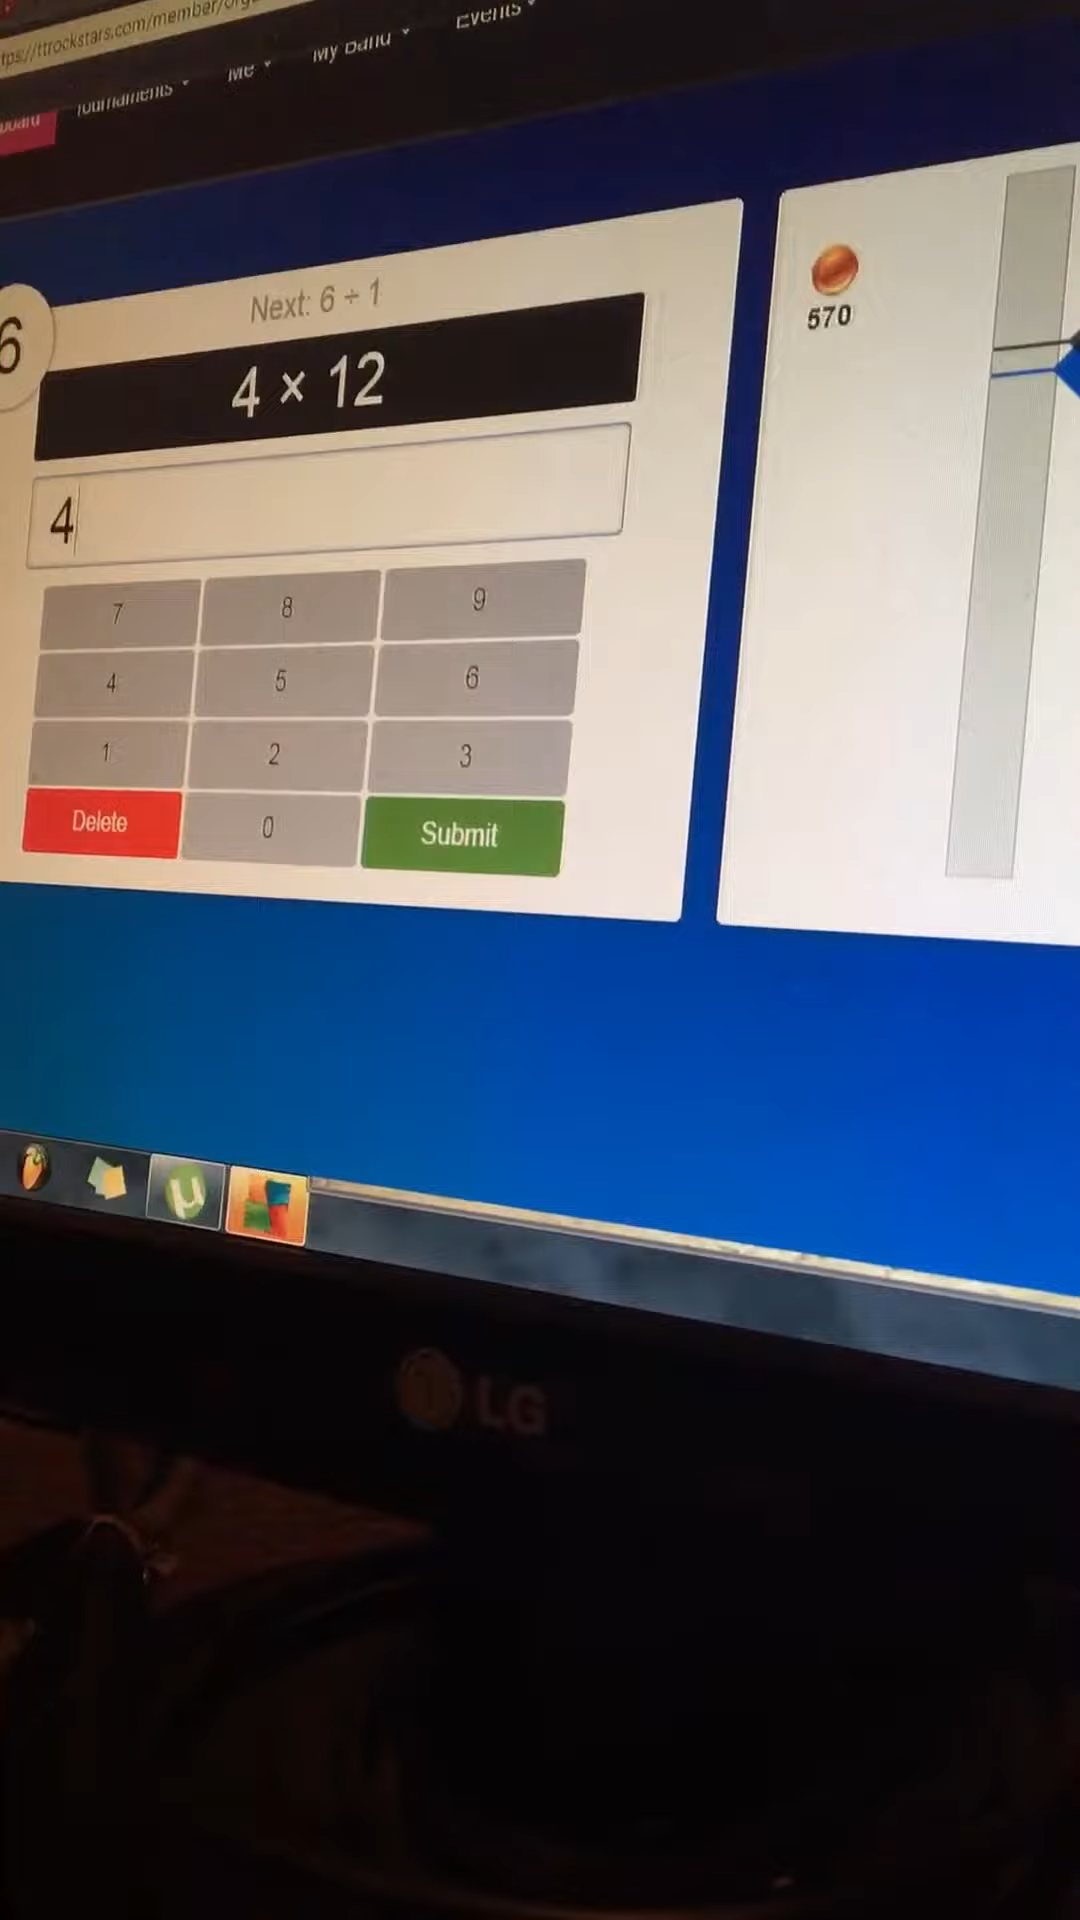 ttrockstars.com/member/
Tournaments
Me
My Band
Events
6
Next: 6 ÷ 1
4 × 12
4
7 8 9
4 5 6
1 2 3
Delete 0 Submit
570
µ
LG